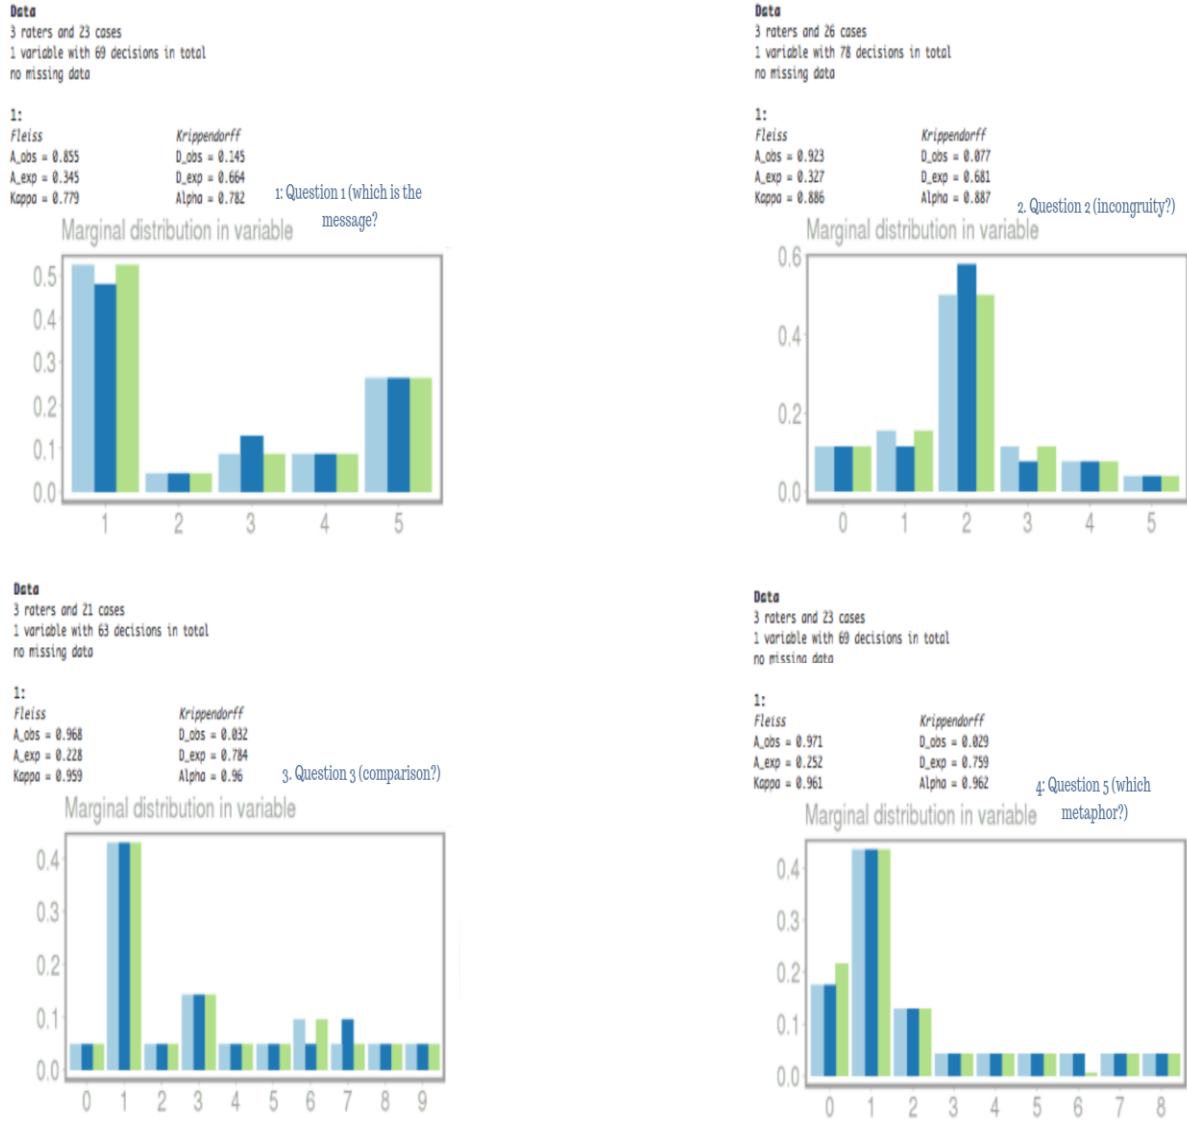 Data
3 raters and 23 cases
1 variable with 69 decisions in total
no missing data
1:
Fleiss Krippendorff
A_obs = 0.855 D_obs = 0.145
A_exp = 0.345 D_exp = 0.664
Kappa = 0.779 Alpha = 0.782
1: Question 1 (which is the
message?
Marginal distribution in variable
0.5
0.4
0.3
0.2
0.1
0.0
1 2 3 4 5
Data
3 raters and 26 cases
1 variable with 78 decisions in total
no missing data
1:
Fleiss Krippendorff
A_obs = 0.923 D_obs = 0.077
A_exp = 0.327 D_exp = 0.681
Kappa = 0.886 Alpha = 0.887
2. Question 2 (incongruity?)
Marginal distribution in variable
0.6
0.4
0.2
0.0
0 1 2 3 4 5
Data
3 raters and 21 cases
1 variable with 63 decisions in total
no missing data
1:
Fleiss Krippendorff
A_obs = 0.968 D_obs = 0.032
A_exp = 0.228 D_exp = 0.784
Kappa = 0.959 Alpha = 0.96
3. Question 3 (comparison?)
Marginal distribution in variable
0.4
0.3
0.2
0.1
0.0
0 1 2 3 4 5 6 7 8 9
Data
3 raters and 23 cases
1 variable with 69 decisions in total
no missing data
1:
Fleiss Krippendorff
A_obs = 0.971 D_obs = 0.029
A_exp = 0.252 D_exp = 0.759
Kappa = 0.961 Alpha = 0.962
4: Question 5 (which
metaphor?)
Marginal distribution in variable
0.4
0.3
0.2
0.1
0.0
0 1 2 3 4 5 6 7 8